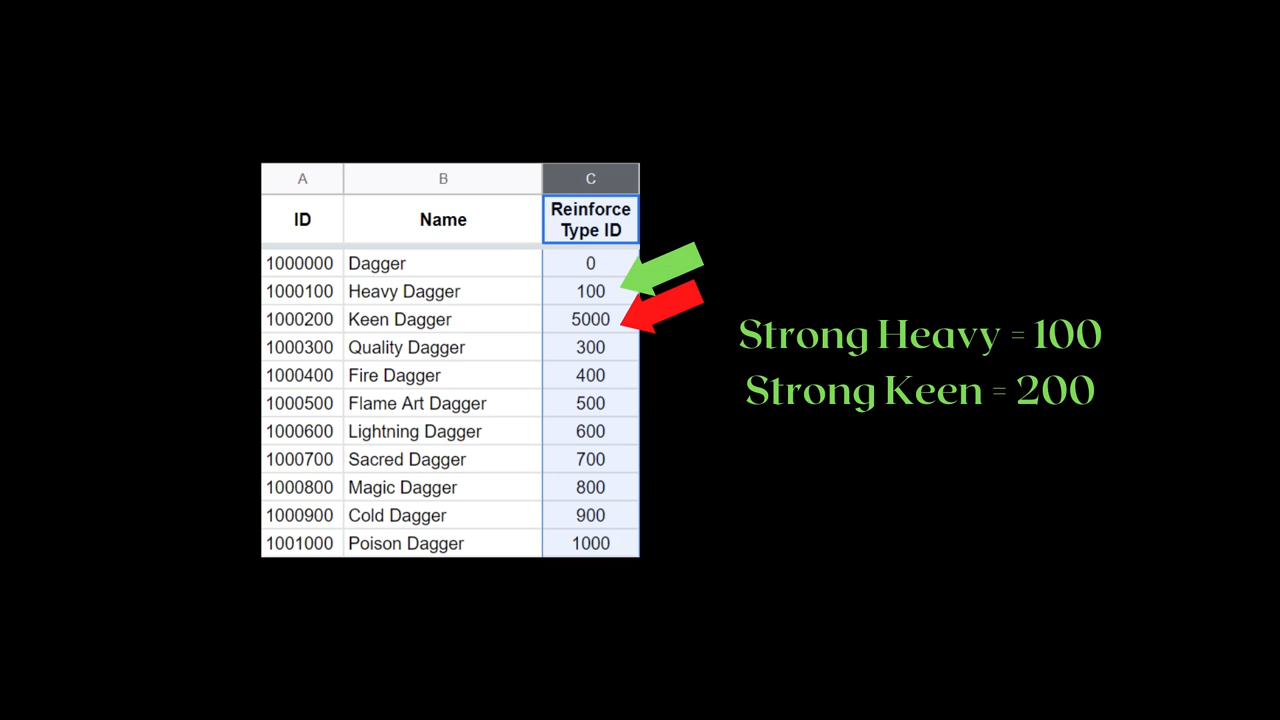 A B C
ID Name Reinforce
Type ID
1000000 Dagger 0
1000100 Heavy Dagger 100
1000200 Keen Dagger 5000
1000300 Quality Dagger 300
1000400 Fire Dagger 400
1000500 Flame Art Dagger 500
1000600 Lightning Dagger 600
1000700 Sacred Dagger 700
1000800 Magic Dagger 800
1000900 Cold Dagger 900
1001000 Poison Dagger 1000
Strong Heavy = 100
Strong Keen = 200